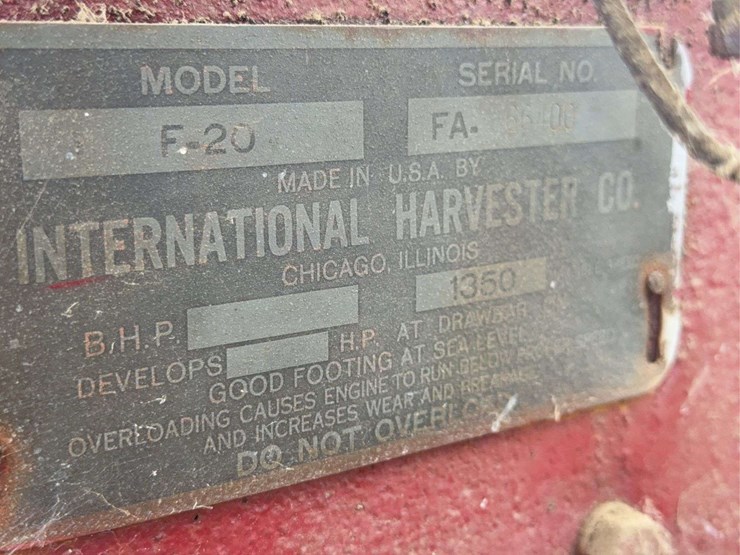 MODEL SERIAL NO.
F-20 FA-
MADE IN U.S.A. BY
INTERNATIONAL HARVESTER CO.
CHICAGO, ILLINOIS
B.H.P. 1350
DEVELOPS H.P. AT DRAWBAR
GOOD FOOTING AT SEA LEVEL
OVERLOADING CAUSES ENGINE TO RUN BELOW
AND INCREASES WEAR AND
DO NOT OVERLOAD